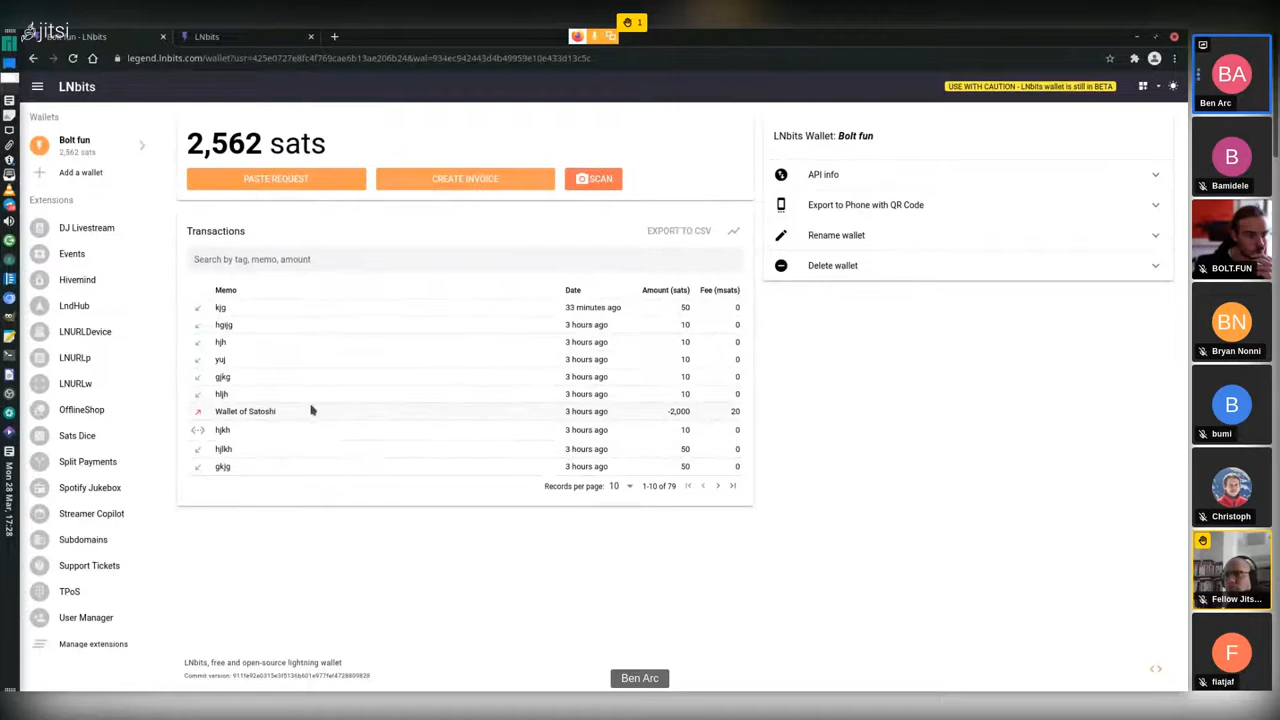 jitsi
1
fun - LNbits
LNbits
legend.lnbits.com/wallet?usr=425e0727e8fc4f769cae6b13ae206b24&wal=934ec942443d4b49959e10e433d13c5c
LNbits
USE WITH CAUTION - LNbits wallet is still in BETA
Wallets
Bolt fun
2,562 sats
Add a wallet
Extensions
DJ Livestream
Events
Hivemind
LndHub
LNURLDevice
LNURLp
LNURLw
OfflineShop
Sats Dice
Split Payments
Spotify Jukebox
Streamer Copilot
Subdomains
Support Tickets
TPoS
User Manager
Manage extensions
2,562 sats
PASTE REQUEST
CREATE INVOICE
SCAN
Transactions
EXPORT TO CSV
Search by tag, memo, amount
Memo Date Amount (sats) Fee (msats)
kjg 33 minutes ago 50 0
hgijg 3 hours ago 10 0
hjh 3 hours ago 10 0
yuj 3 hours ago 10 0
gjkg 3 hours ago 10 0
hljh 3 hours ago 10 0
Wallet of Satoshi 3 hours ago -2,000 20
hjkh 3 hours ago 10 0
hjlkh 3 hours ago 50 0
gkjg 3 hours ago 50 0
Records per page: 10 1-10 of 79
LNbits Wallet: Bolt fun
API info
Export to Phone with QR Code
Rename wallet
Delete wallet
LNbits, free and open-source lightning wallet
Mon 28 Mar, 17:28
Ben Arc
BA
Ben Arc
B
Bamidele
BOLT.FUN
BN
Bryan Nonni
B
bumi
Christoph
Fellow Jits...
F
fiatjaf